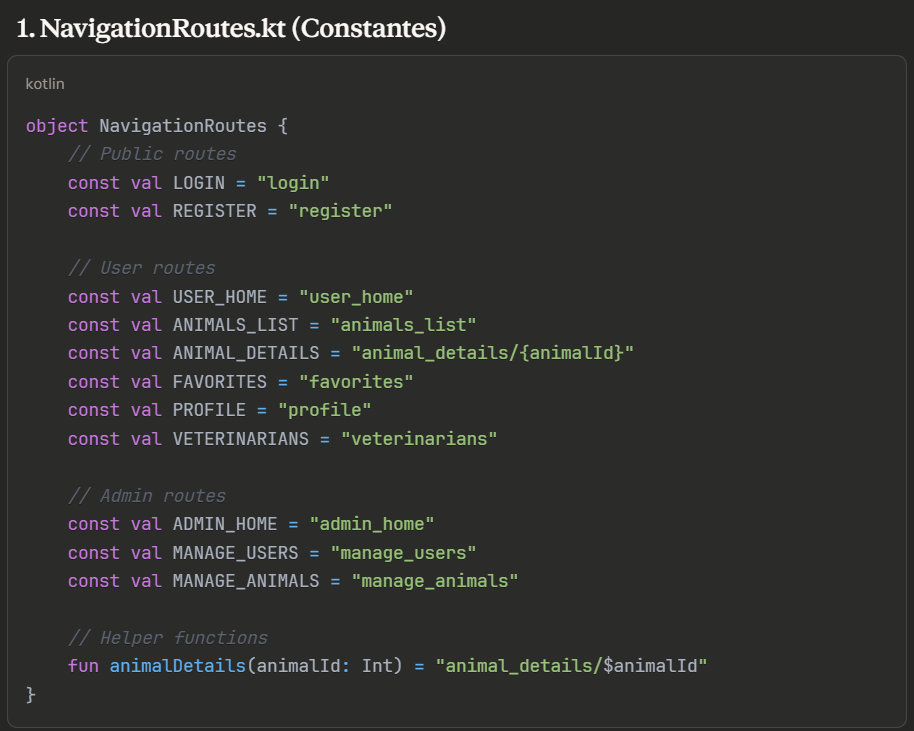 1. NavigationRoutes.kt (Constantes)
kotlin
object NavigationRoutes {
// Public routes
const val LOGIN = "login"
const val REGISTER = "register"
// User routes
const val USER_HOME = "user_home"
const val ANIMALS_LIST = "animals_list"
const val ANIMAL_DETAILS = "animal_details/{animalId}"
const val FAVORITES = "favorites"
const val PROFILE = "profile"
const val VETERINARIANS = "veterinarians"
// Admin routes
const val ADMIN_HOME = "admin_home"
const val MANAGE_USERS = "manage_users"
const val MANAGE_ANIMALS = "manage_animals"
// Helper functions
fun animalDetails(animalId: Int) = "animal_details/$animalId"
}